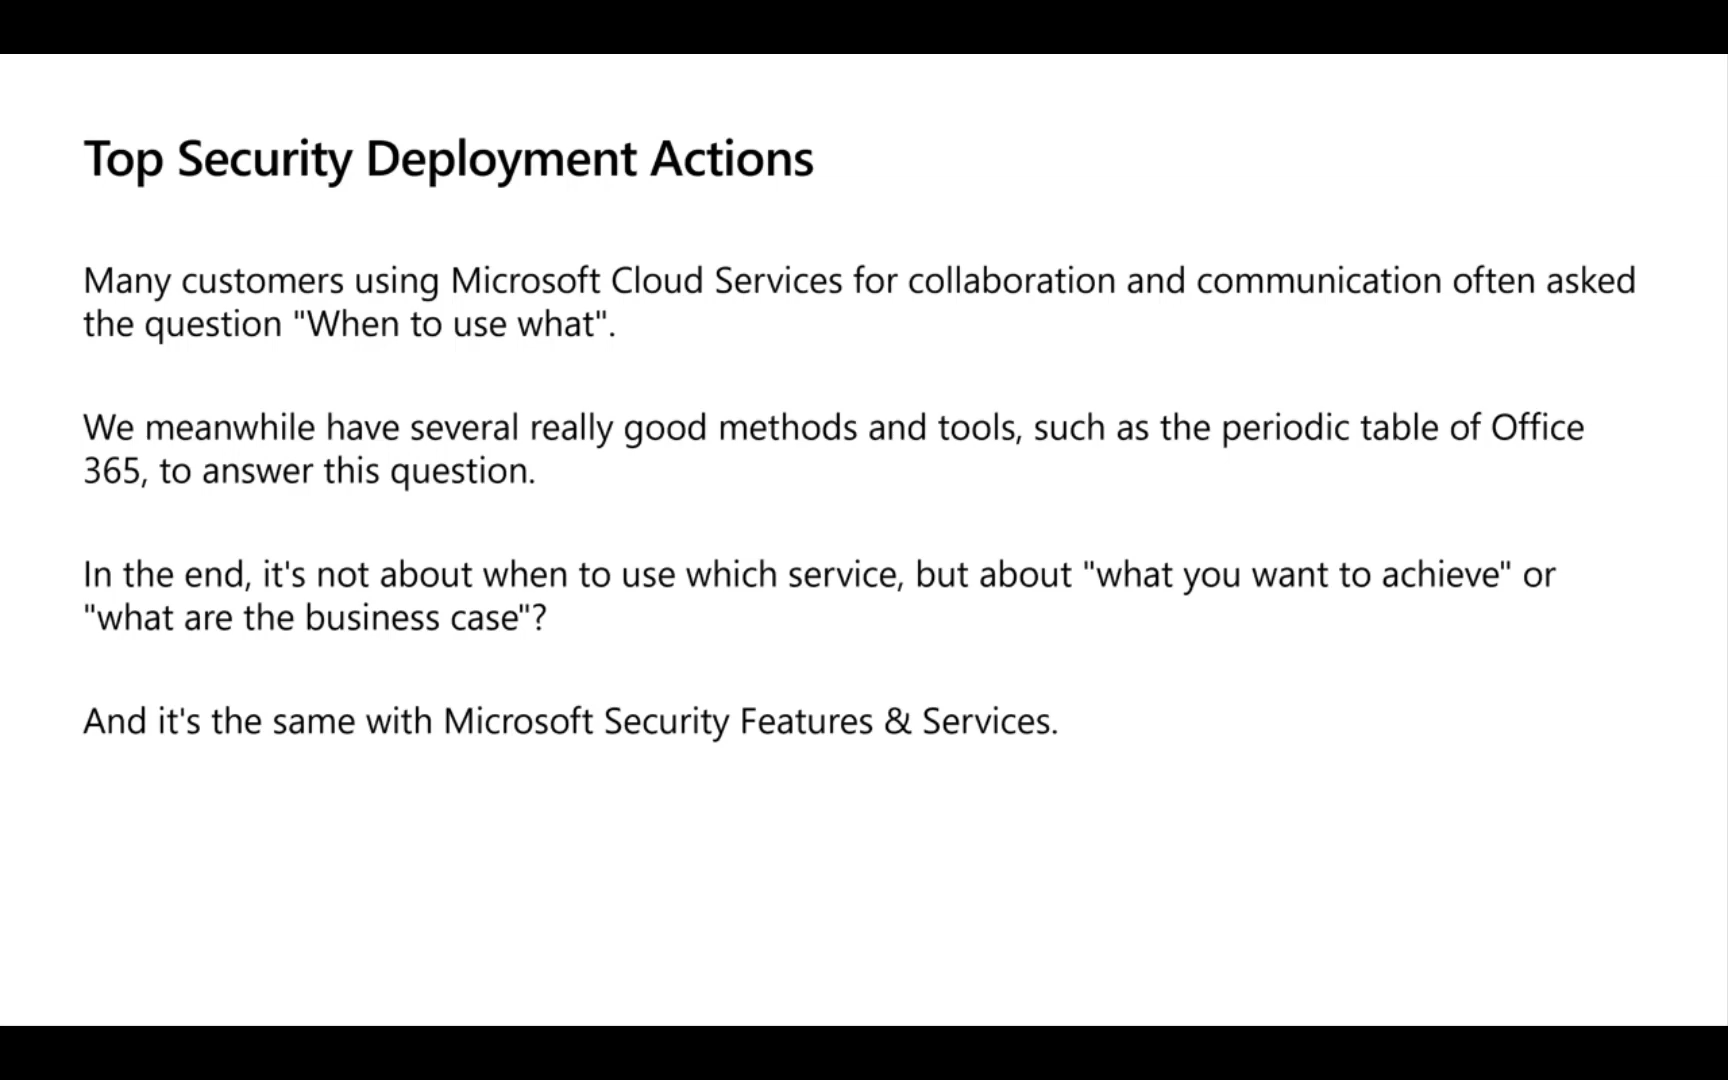 Top Security Deployment Actions
Many customers using Microsoft Cloud Services for collaboration and communication often asked
the question "When to use what".
We meanwhile have several really good methods and tools, such as the periodic table of Office
365, to answer this question.
In the end, it's not about when to use which service, but about "what you want to achieve" or
"what are the business case"?
And it's the same with Microsoft Security Features & Services.